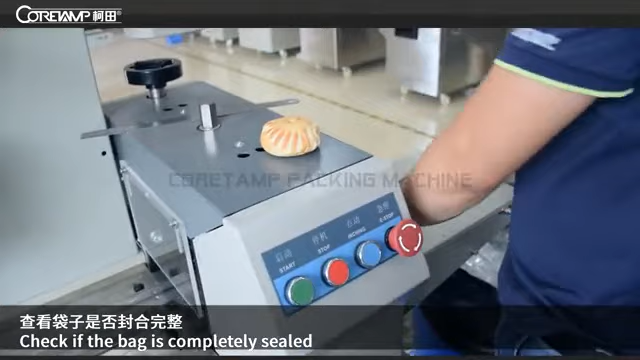 CORETAMP 柯田®
CORETAMP PACKING MACHINE
启动 停机 点动 急停
START STOP INCHING E-STOP
查看袋子是否封合完整
Check if the bag is completely sealed